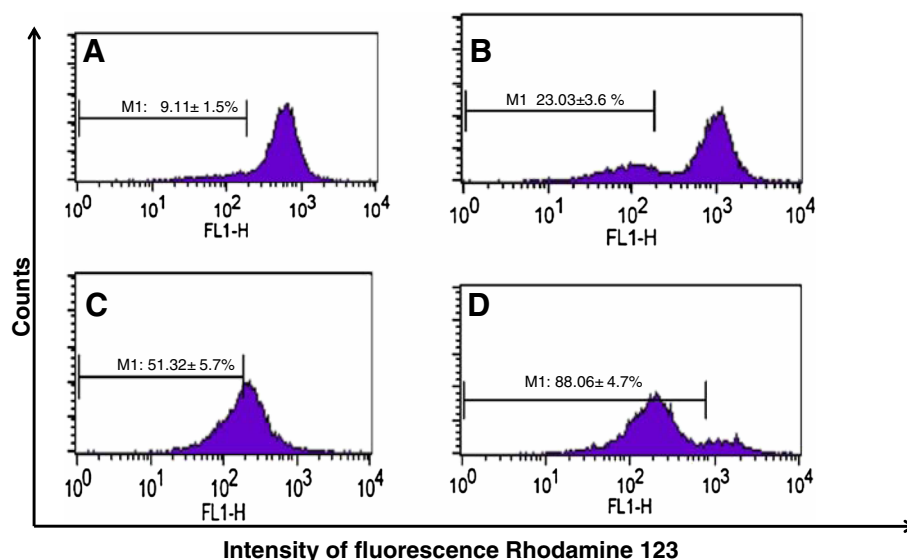 A
M1: 9.11± 1.5%
10^0 10^1 10^2 10^3 10^4
FL1-H
B
M1 23.03±3.6 %
10^0 10^1 10^2 10^3 10^4
FL1-H
Counts
C
M1: 51.32± 5.7%
10^0 10^1 10^2 10^3 10^4
FL1-H
D
M1: 88.06± 4.7%
10^0 10^1 10^2 10^3 10^4
FL1-H
Intensity of fluorescence Rhodamine 123